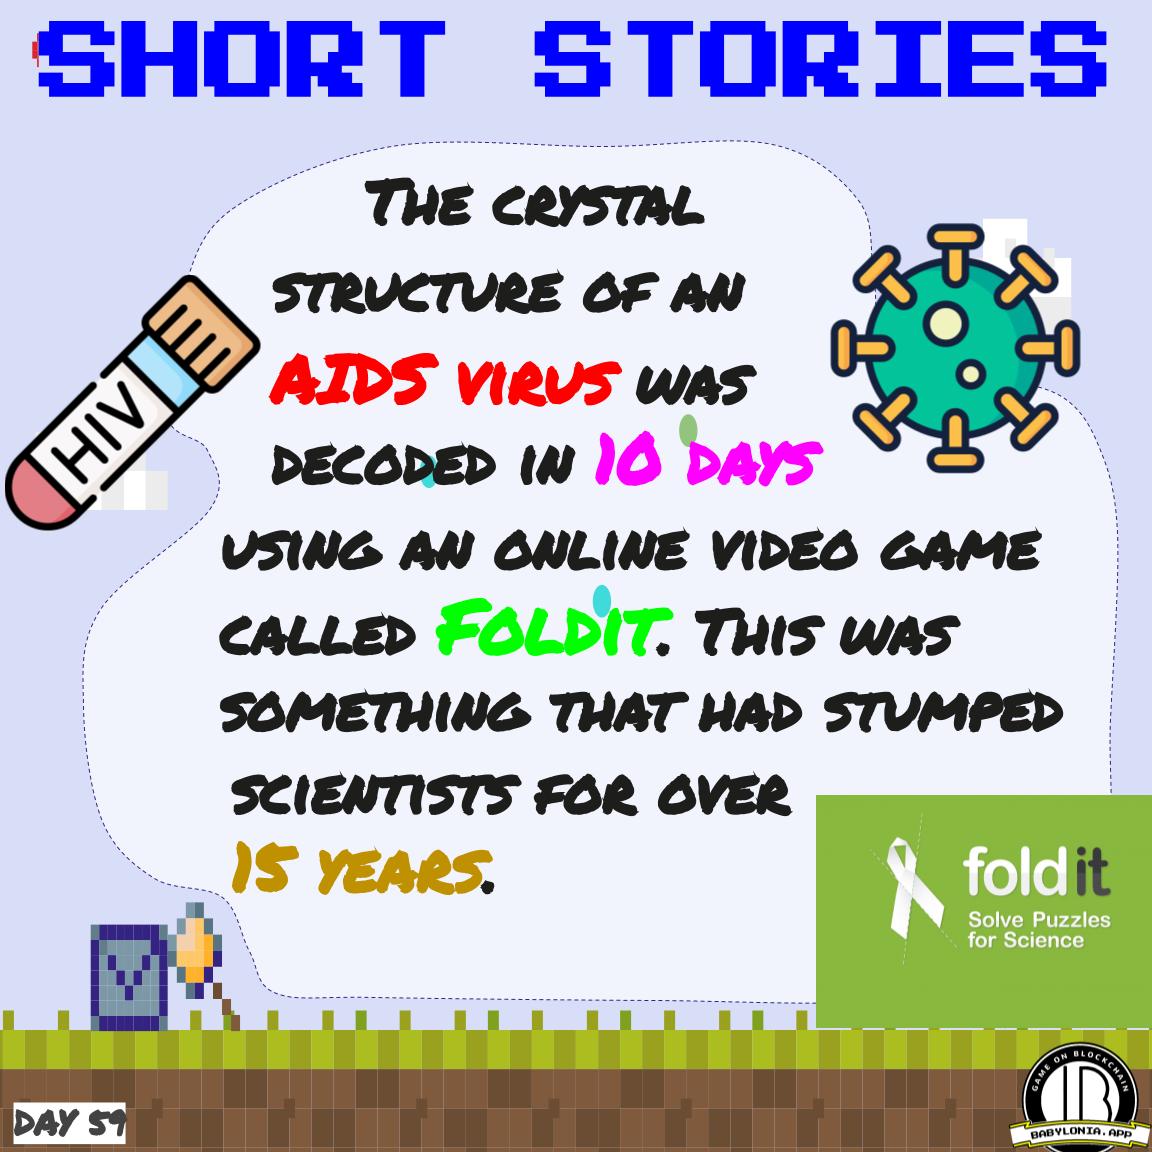 SHORT STORIES
THE CRYSTAL
STRUCTURE OF AN
AIDS VIRUS WAS
DECODED IN 10 DAYS
USING AN ONLINE VIDEO GAME
CALLED FOLDIT. THIS WAS
SOMETHING THAT HAD STUMPED
SCIENTISTS FOR OVER
15 YEARS.
HIV
foldit
Solve Puzzles
for Science
DAY 59
GAME ON BLOCKCHAIN
BABYLONIA.APP